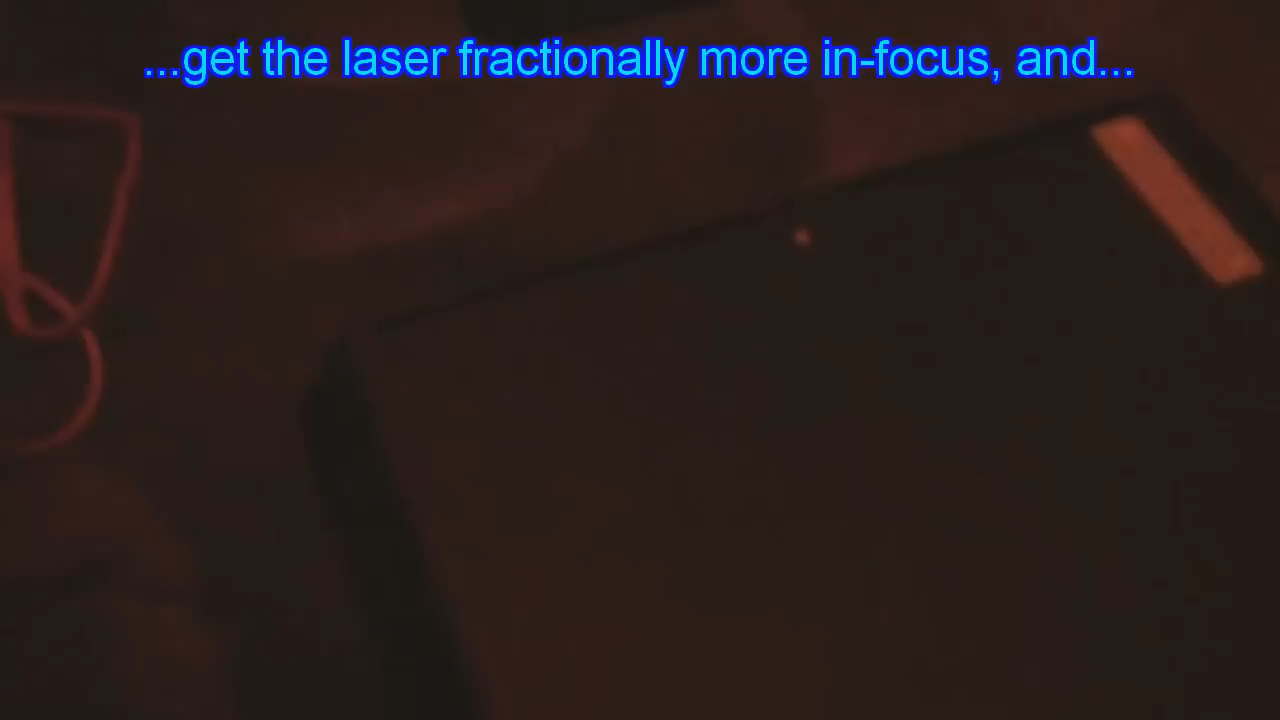 ...get the laser fractionally more in-focus, and...